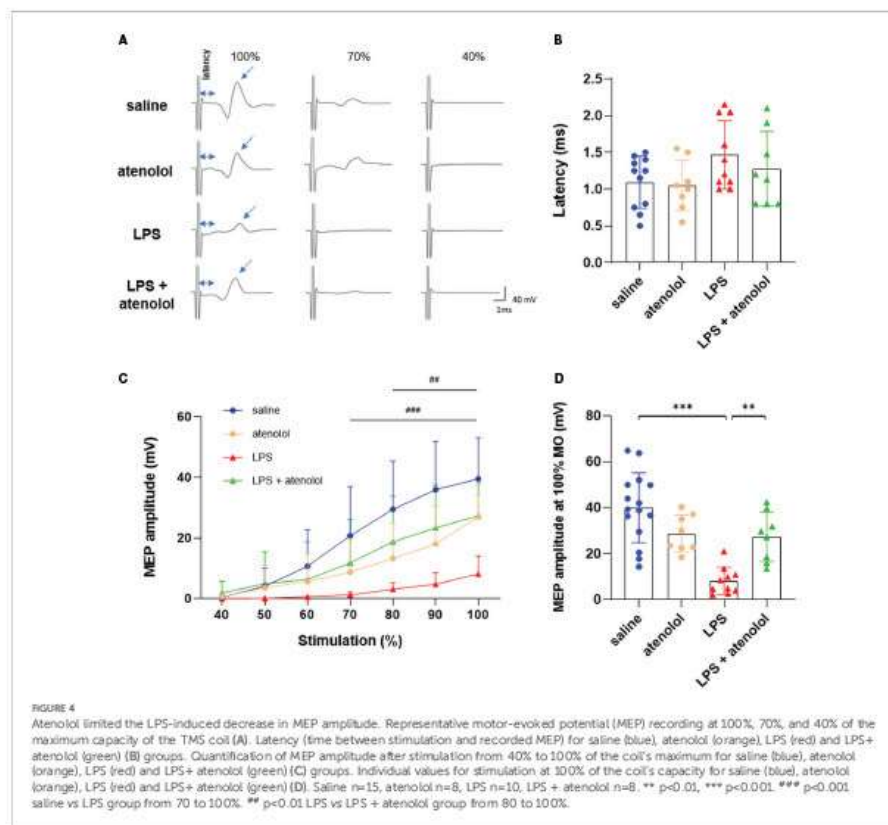 A
latency
100%
70%
40%
saline
atenolol
LPS
LPS +
atenolol
40 mV
2ms
B
Latency (ms)
2.5
2.0
1.5
1.0
0.5
0.0
saline
atenolol
LPS
LPS + atenolol
C
MEP amplitude (mV)
60
40
20
0
saline
atenolol
LPS
LPS + atenolol
##
###
40 50 60 70 80 90 100
Stimulation (%)
D
MEP amplitude at 100% MO (mV)
80
60
40
20
0
***
**
saline
atenolol
LPS
LPS + atenolol
FIGURE 4
Atenolol limited the LPS-induced decrease in MEP amplitude. Representative motor-evoked potential (MEP) recording at 100%, 70%, and 40% of the
maximum capacity of the TMS coil (A). Latency (time between stimulation and recorded MEP) for saline (blue), atenolol (orange), LPS (red) and LPS+
atenolol (green) (B) groups. Quantification of MEP amplitude after stimulation from 40% to 100% of the coil's maximum for saline (blue), atenolol
(orange), LPS (red) and LPS+ atenolol (green) (C) groups. Individual values for stimulation at 100% of the coil's capacity for saline (blue), atenolol
(orange), LPS (red) and LPS+ atenolol (green) (D). Saline n=15, atenolol n=8, LPS n=10, LPS + atenolol n=8. ** p<0.01, *** p<0.001. ### p<0.001
saline vs LPS group from 70 to 100%. ## p<0.01 LPS vs LPS + atenolol group from 80 to 100%.